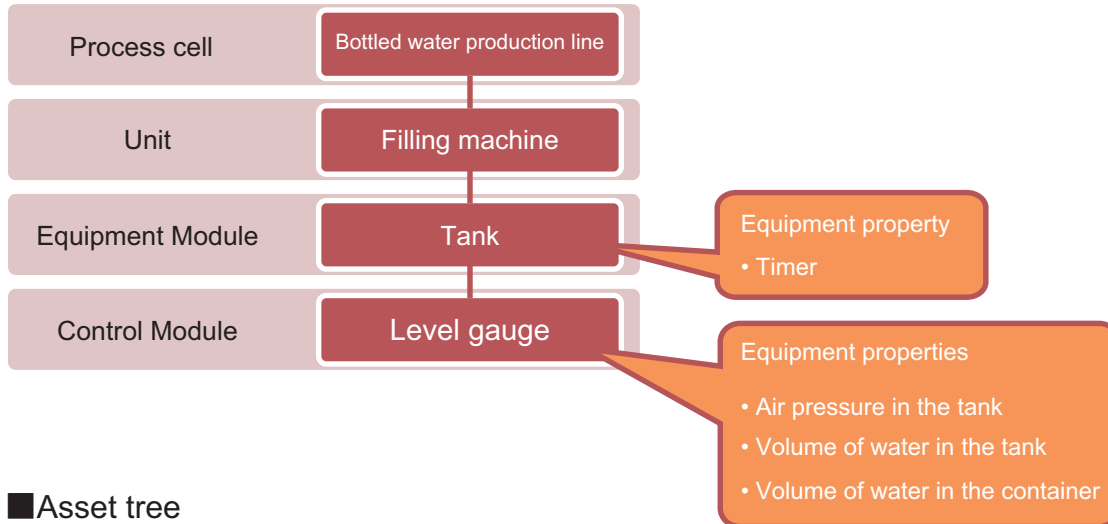 Process cell
Bottled water production line
Unit
Filling machine
Equipment Module
Tank
Equipment property
• Timer
Control Module
Level gauge
Equipment properties
• Air pressure in the tank
• Volume of water in the tank
• Volume of water in the container
■Asset tree